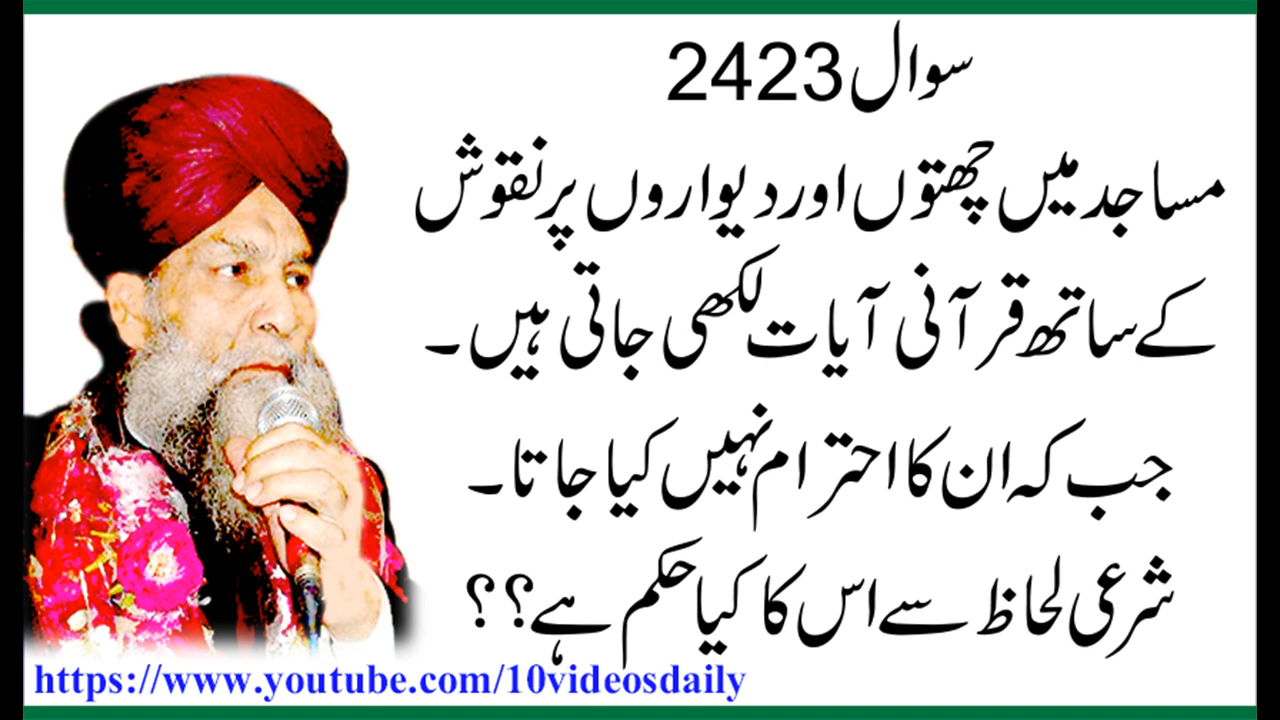 سوال 2423
مساجد میں چھتوں اور دیواروں پر نقوش
کے ساتھ قرآنی آیات لکھی جاتی ہیں۔
جب کہ ان کا احترام نہیں کیا جاتا۔
شرعی لحاظ سے اس کا کیا حکم ہے؟؟
https://www.youtube.com/10videosdaily